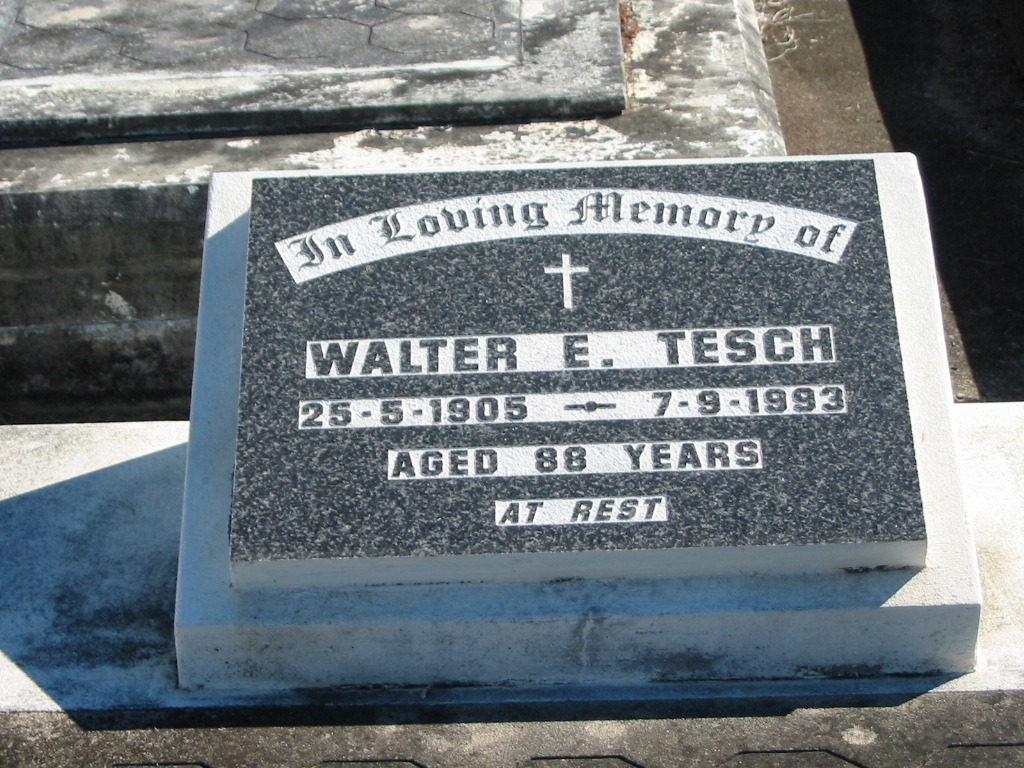 In Loving Memory of
WALTER E. TESCH
25-5-1905 — 7-9-1993
AGED 88 YEARS
AT REST